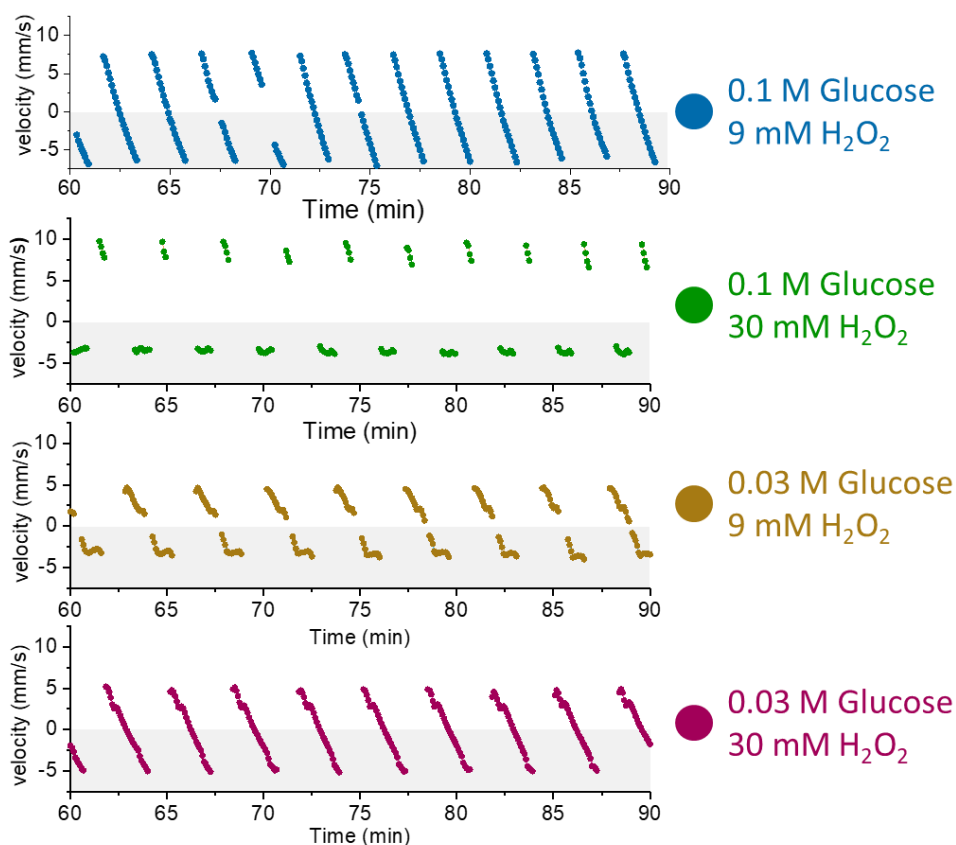 velocity (mm/s)
10
5
0
-5
60 65 70 75 80 85 90
Time (min)
0.1 M Glucose
9 mM H₂O₂
velocity (mm/s)
10
5
0
-5
60 65 70 75 80 85 90
Time (min)
0.1 M Glucose
30 mM H₂O₂
velocity (mm/s)
10
5
0
-5
60 65 70 75 80 85 90
Time (min)
0.03 M Glucose
9 mM H₂O₂
velocity (mm/s)
10
5
0
-5
60 65 70 75 80 85 90
Time (min)
0.03 M Glucose
30 mM H₂O₂